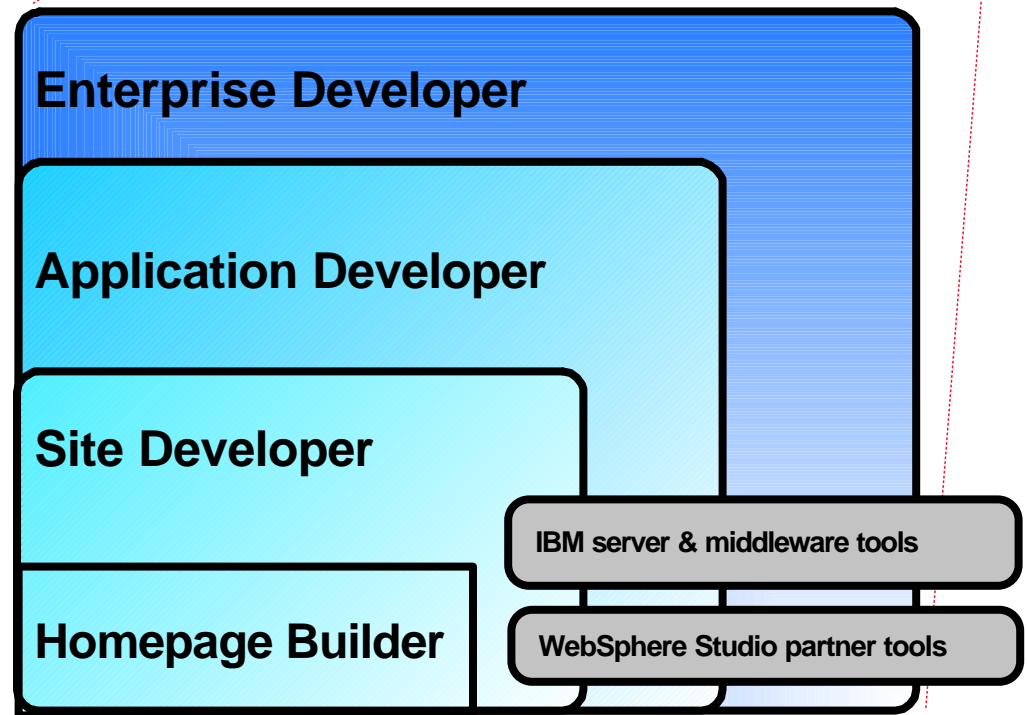 Enterprise Developer
Application Developer
Site Developer
IBM server & middleware tools
Homepage Builder
WebSphere Studio partner tools